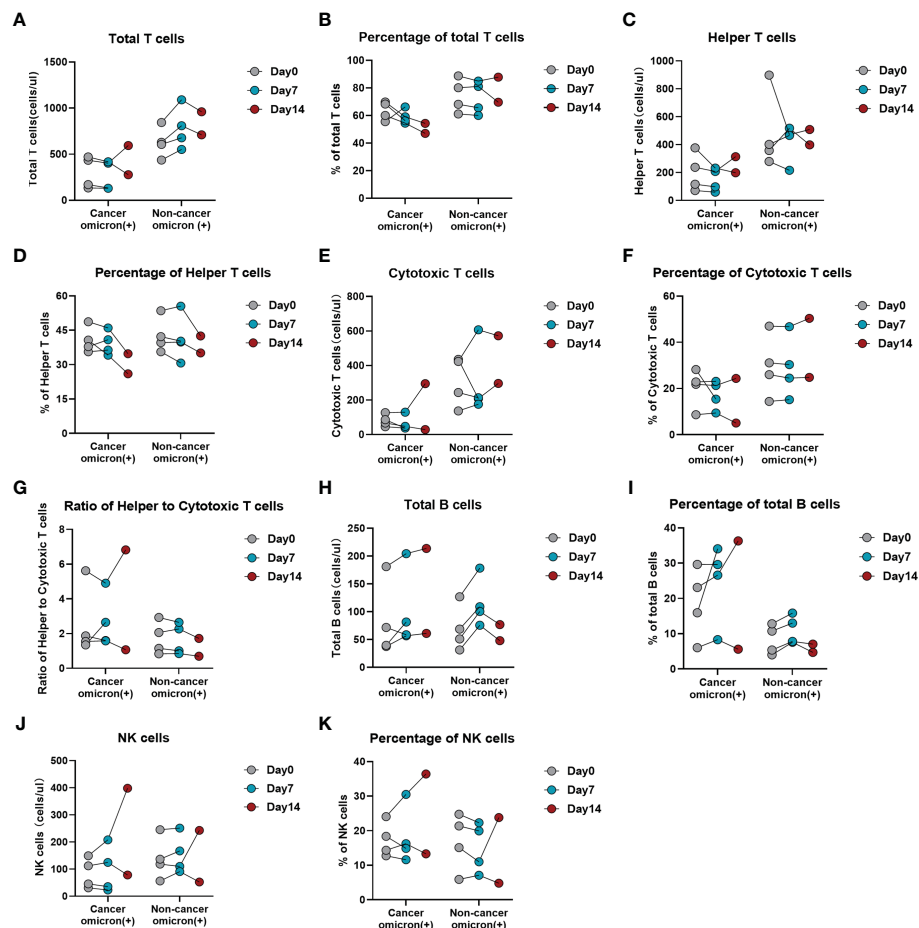 A
Total T cells
Total T cells(cells/ul)
1500
1000
500
0
Cancer
omicron(+)
Non-cancer
omicron (+)
Day0
Day7
Day14
B
Percentage of total T cells
% of total T cells
100
80
60
40
20
0
Cancer
omicron(+)
Non-cancer
omicron(+)
Day0
Day7
Day14
C
Helper T cells
Helper T cells (cells/ul)
1000
800
600
400
200
0
Cancer
omicron(+)
Non-cancer
omicron(+)
Day0
Day7
Day14
D
Percentage of Helper T cells
% of Helper T cells
60
45
30
15
0
Cancer
omicron(+)
Non-cancer
omicron(+)
Day0
Day7
Day14
E
Cytotoxic T cells
Cytotoxic T cells (cells/ul)
800
600
400
200
0
Cancer
omicron(+)
Non-cancer
omicron(+)
Day0
Day7
Day14
F
Percentage of Cytotoxic T cells
% of Cytotoxic T cells
60
40
20
0
Cancer
omicron(+)
Non-cancer
omicron(+)
Day0
Day7
Day14
G
Ratio of Helper to Cytotoxic T cells
Ratio of Helper to Cytotoxic T cells
8
6
4
2
0
Cancer
omicron(+)
Non-cancer
omicron(+)
Day0
Day7
Day14
H
Total B cells
Total B cells(cells/ul)
250
200
150
100
50
0
Cancer
omicron(+)
Non-cancer
omicron(+)
Day0
Day7
Day14
I
Percentage of total B cells
% of total B cells
40
30
20
10
0
Cancer
omicron(+)
Non-cancer
omicron(+)
Day0
Day7
Day14
J
NK cells
NK cells (cells/ul)
500
400
300
200
100
0
Cancer
omicron(+)
Non-cancer
omicron(+)
Day0
Day7
Day14
K
Percentage of NK cells
% of NK cells
40
30
20
10
0
Cancer
omicron(+)
Non-cancer
omicron(+)
Day0
Day7
Day14